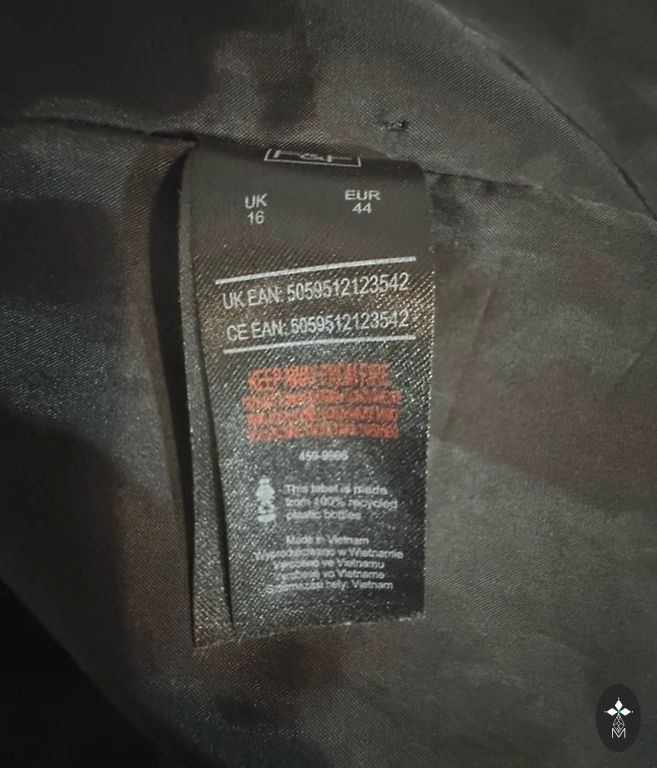 F&F
UK
16
EUR
44
UK EAN: 5059512123542
CE EAN: 5059512123542
KEEP AWAY FROM FIRE
459-9906
This label is made
from 100% recycled
plastic bottles
Made in Vietnam
Wyprodukowano w Wietnamie
Vyrobeno ve Vietnamu
Vyrobené vo Vietname
Származási hely: Vietnam
M